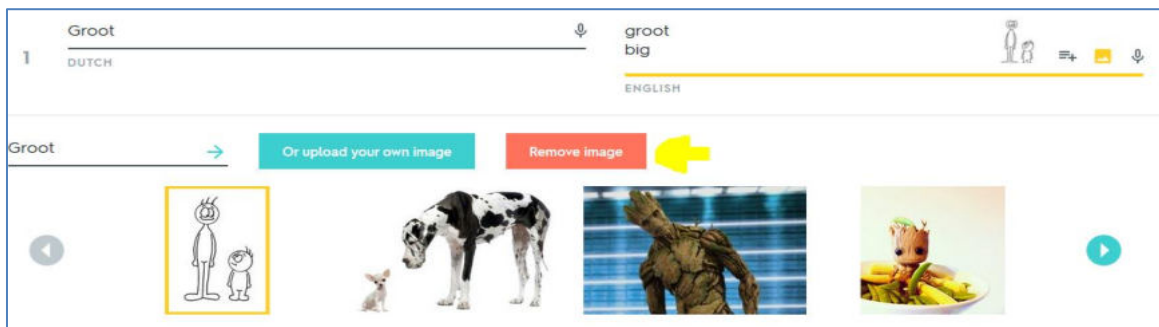 Groot
groot
big
1
DUTCH
ENGLISH
Groot
Or upload your own image
Remove image